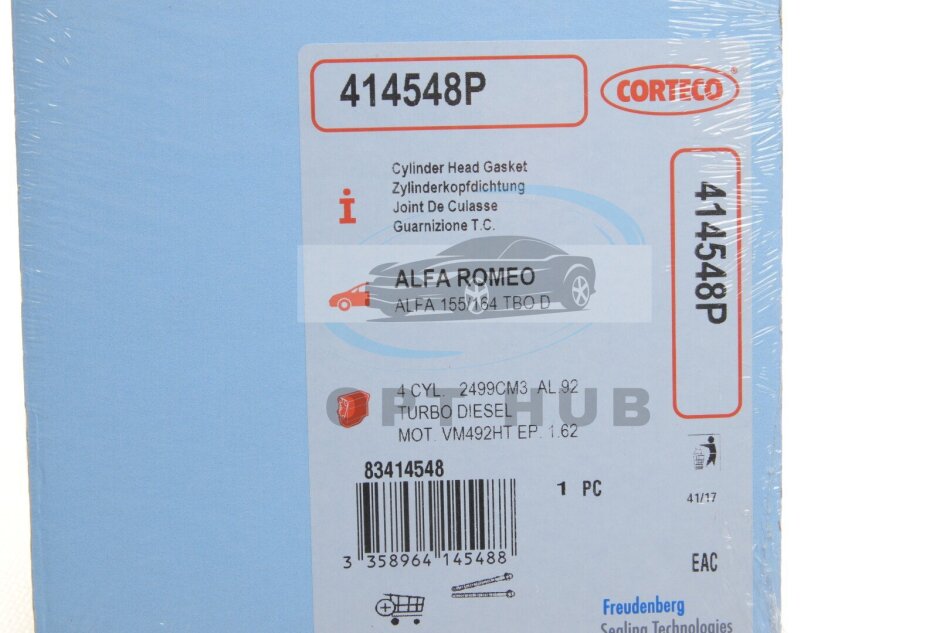 414548P
CORTECO®
Cylinder Head Gasket
Zylinderkopfdichtung
Joint De Culasse
Guarnizione T.C.
i
414548P
ALFA ROMEO
ALFA 155/164 TBO D
OPT HUB
4 CYL. 2499CM3 AL.92
TURBO DIESEL
MOT. VM492HT EP. 1.62
83414548
1 PC
41/17
3 358964 145488
EAC
Freudenberg
Sealing Technologies